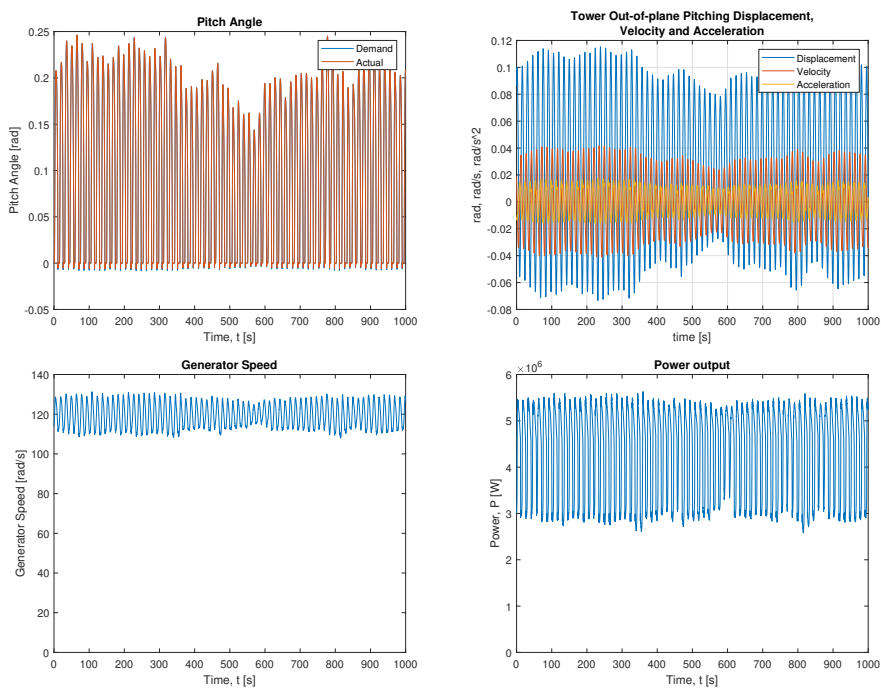 Pitch Angle
0.25
0.2
0.15
0.1
0.05
0
-0.05
Pitch Angle [rad]
Demand
Actual
0 100 200 300 400 500 600 700 800 900 1000
Time, t [s]
Tower Out-of-plane Pitching Displacement,
Velocity and Acceleration
0.12
0.1
0.08
0.06
0.04
0.02
0
-0.02
-0.04
-0.06
-0.08
rad, rad/s, rad/s^2
Displacement
Velocity
Acceleration
0 100 200 300 400 500 600 700 800 900 1000
time [s]
Generator Speed
140
120
100
80
60
40
20
0
Generator Speed [rad/s]
0 100 200 300 400 500 600 700 800 900 1000
Time, t [s]
Power output
× 10^6
6
5
4
3
2
1
0
Power, P [W]
0 100 200 300 400 500 600 700 800 900 1000
Time, t [s]